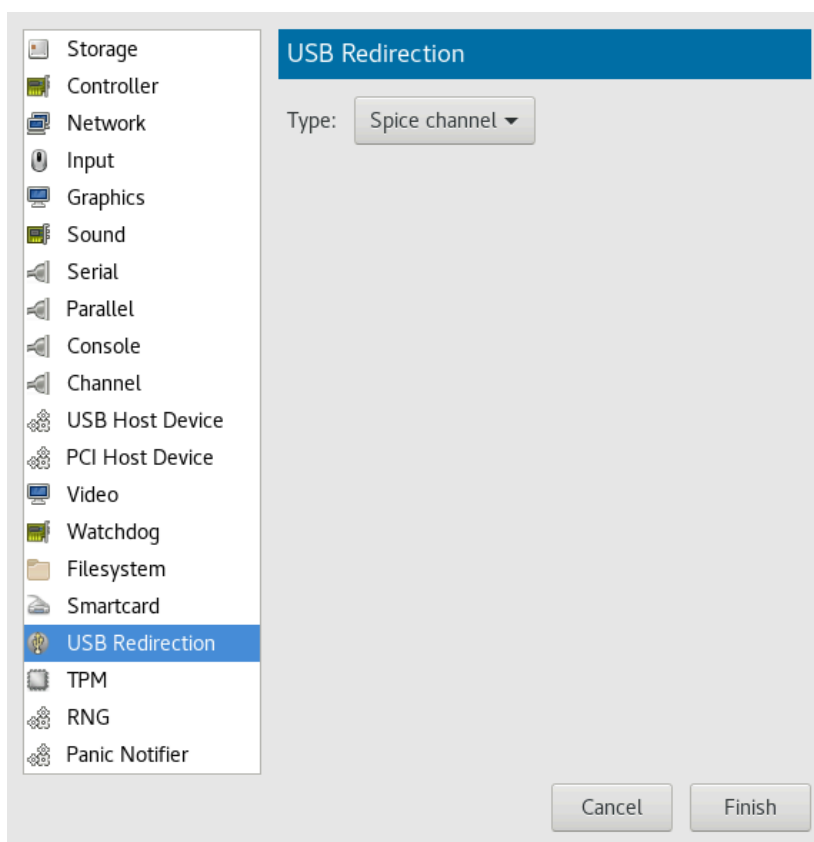 Storage
Controller
Network
Input
Graphics
Sound
Serial
Parallel
Console
Channel
USB Host Device
PCI Host Device
Video
Watchdog
Filesystem
Smartcard
USB Redirection
TPM
RNG
Panic Notifier
USB Redirection
Type: Spice channel
Cancel Finish